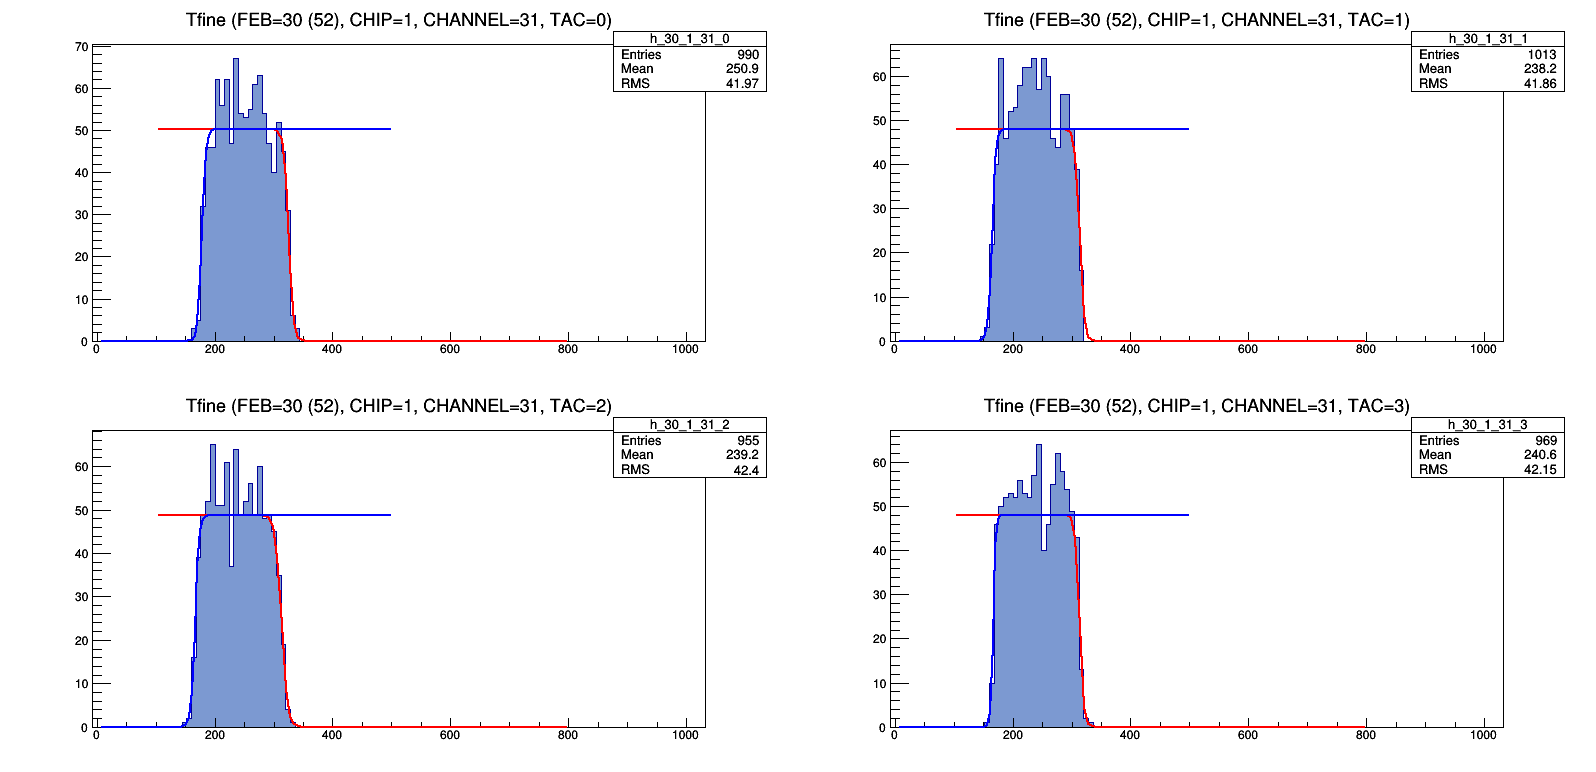 Tfine (FEB=30 (52), CHIP=1, CHANNEL=31, TAC=0)
h_30_1_31_0
Entries 990
Mean 250.9
RMS 41.97
70
60
50
40
30
20
10
0
0 200 400 600 800 1000
Tfine (FEB=30 (52), CHIP=1, CHANNEL=31, TAC=1)
h_30_1_31_1
Entries 1013
Mean 238.2
RMS 41.86
60
50
40
30
20
10
0
0 200 400 600 800 1000
Tfine (FEB=30 (52), CHIP=1, CHANNEL=31, TAC=2)
h_30_1_31_2
Entries 955
Mean 239.2
RMS 42.4
60
50
40
30
20
10
0
0 200 400 600 800 1000
Tfine (FEB=30 (52), CHIP=1, CHANNEL=31, TAC=3)
h_30_1_31_3
Entries 969
Mean 240.6
RMS 42.15
60
50
40
30
20
10
0
0 200 400 600 800 1000